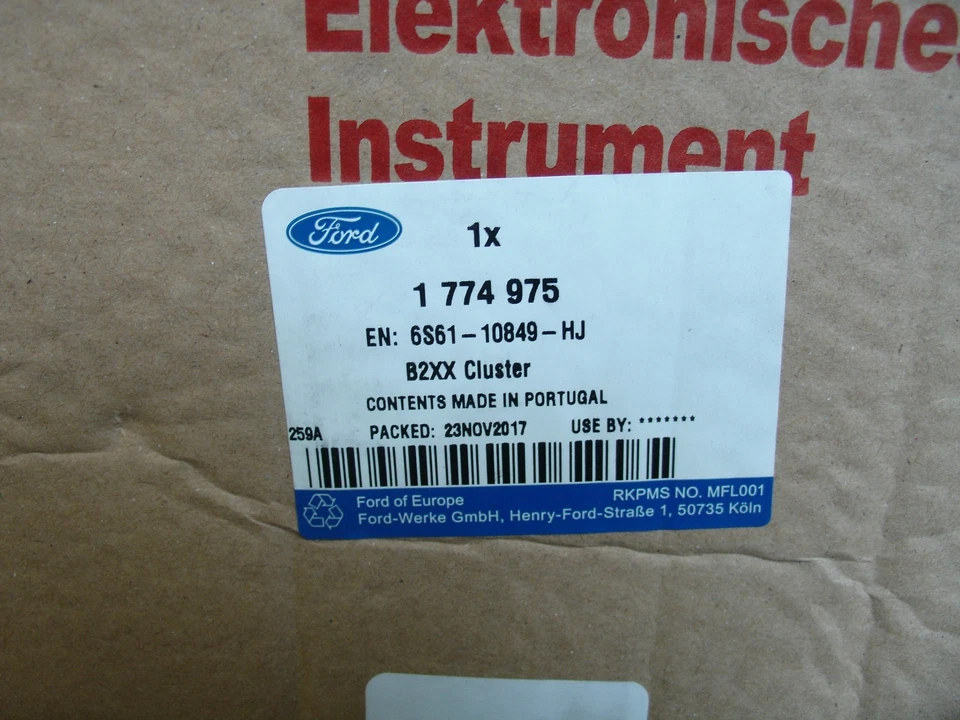 Elektronisches
Instrument
Ford
1x
1 774 975
EN: 6S61-10849-HJ
B2XX Cluster
CONTENTS MADE IN PORTUGAL
259A PACKED: 23NOV2017 USE BY: *******
RKPMS NO. MFL001
Ford of Europe
Ford-Werke GmbH, Henry-Ford-Straße 1, 50735 Köln